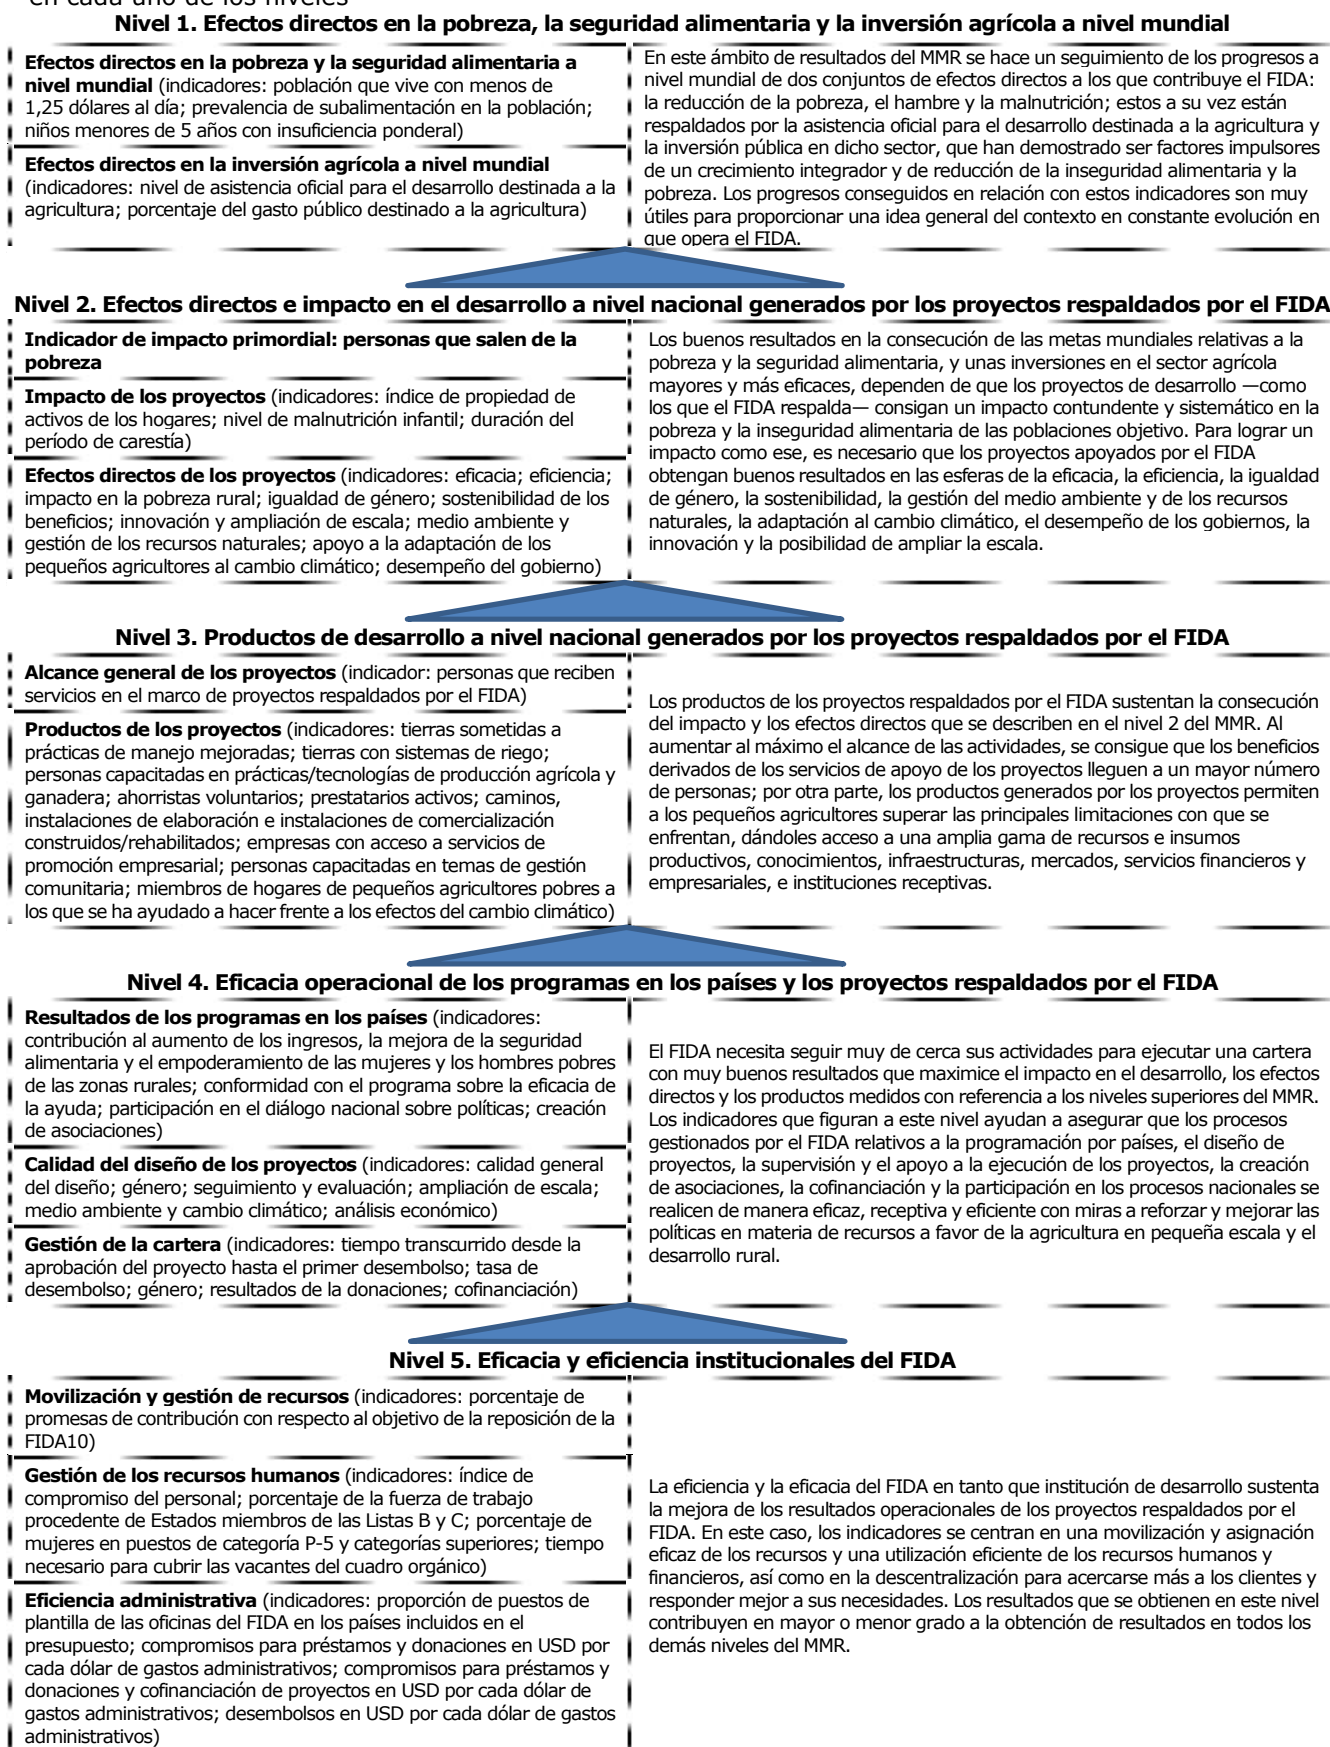 en cada uno de los niveles
Nivel 1. Efectos directos en la pobreza, la seguridad alimentaria y la inversión agrícola a nivel mundial
Efectos directos en la pobreza y la seguridad alimentaria a
nivel mundial (indicadores: población que vive con menos de
1,25 dólares al día; prevalencia de subalimentación en la población;
niños menores de 5 años con insuficiencia ponderal)
Efectos directos en la inversión agrícola a nivel mundial
(indicadores: nivel de asistencia oficial para el desarrollo destinada a la
agricultura; porcentaje del gasto público destinado a la agricultura)
En este ámbito de resultados del MMR se hace un seguimiento de los progresos a
nivel mundial de dos conjuntos de efectos directos a los que contribuye el FIDA:
la reducción de la pobreza, el hambre y la malnutrición; estos a su vez están
respaldados por la asistencia oficial para el desarrollo destinada a la agricultura y
la inversión pública en dicho sector, que han demostrado ser factores impulsores
de un crecimiento integrador y de reducción de la inseguridad alimentaria y la
pobreza. Los progresos conseguidos en relación con estos indicadores son muy
útiles para proporcionar una idea general del contexto en constante evolución en
que opera el FIDA.
Nivel 2. Efectos directos e impacto en el desarrollo a nivel nacional generados por los proyectos respaldados por el FIDA
Indicador de impacto primordial: personas que salen de la
pobreza
Impacto de los proyectos (indicadores: índice de propiedad de
activos de los hogares; nivel de malnutrición infantil; duración del
período de carestía)
Efectos directos de los proyectos (indicadores: eficacia; eficiencia;
impacto en la pobreza rural; igualdad de género; sostenibilidad de los
beneficios; innovación y ampliación de escala; medio ambiente y
gestión de los recursos naturales; apoyo a la adaptación de los
pequeños agricultores al cambio climático; desempeño del gobierno)
Los buenos resultados en la consecución de las metas mundiales relativas a la
pobreza y la seguridad alimentaria, y unas inversiones en el sector agrícola
mayores y más eficaces, dependen de que los proyectos de desarrollo —como
los que el FIDA respalda— consigan un impacto contundente y sistemático en la
pobreza y la inseguridad alimentaria de las poblaciones objetivo. Para lograr un
impacto como ese, es necesario que los proyectos apoyados por el FIDA
obtengan buenos resultados en las esferas de la eficacia, la eficiencia, la igualdad
de género, la sostenibilidad, la gestión del medio ambiente y de los recursos
naturales, la adaptación al cambio climático, el desempeño de los gobiernos, la
innovación y la posibilidad de ampliar la escala.
Nivel 3. Productos de desarrollo a nivel nacional generados por los proyectos respaldados por el FIDA
Alcance general de los proyectos (indicador: personas que reciben
servicios en el marco de proyectos respaldados por el FIDA)
Productos de los proyectos (indicadores: tierras sometidas a
prácticas de manejo mejoradas; tierras con sistemas de riego;
personas capacitadas en prácticas/tecnologías de producción agrícola y
ganadera; ahorristas voluntarios; prestatarios activos; caminos,
instalaciones de elaboración e instalaciones de comercialización
construidos/rehabilitados; empresas con acceso a servicios de
promoción empresarial; personas capacitadas en temas de gestión
comunitaria; miembros de hogares de pequeños agricultores pobres a
los que se ha ayudado a hacer frente a los efectos del cambio climático)
Los productos de los proyectos respaldados por el FIDA sustentan la consecución
del impacto y los efectos directos que se describen en el nivel 2 del MMR. Al
aumentar al máximo el alcance de las actividades, se consigue que los beneficios
derivados de los servicios de apoyo de los proyectos lleguen a un mayor número
de personas; por otra parte, los productos generados por los proyectos permiten
a los pequeños agricultores superar las principales limitaciones con que se
enfrentan, dándoles acceso a una amplia gama de recursos e insumos
productivos, conocimientos, infraestructuras, mercados, servicios financieros y
empresariales, e instituciones receptivas.
Nivel 4. Eficacia operacional de los programas en los países y los proyectos respaldados por el FIDA
Resultados de los programas en los países (indicadores:
contribución al aumento de los ingresos, la mejora de la seguridad
alimentaria y el empoderamiento de las mujeres y los hombres pobres
de las zonas rurales; conformidad con el programa sobre la eficacia de
la ayuda; participación en el diálogo nacional sobre políticas; creación
de asociaciones)
Calidad del diseño de los proyectos (indicadores: calidad general
del diseño; género; seguimiento y evaluación; ampliación de escala;
medio ambiente y cambio climático; análisis económico)
Gestión de la cartera (indicadores: tiempo transcurrido desde la
aprobación del proyecto hasta el primer desembolso; tasa de
desembolso; género; resultados de la donaciones; cofinanciación)
El FIDA necesita seguir muy de cerca sus actividades para ejecutar una cartera
con muy buenos resultados que maximice el impacto en el desarrollo, los efectos
directos y los productos medidos con referencia a los niveles superiores del MMR.
Los indicadores que figuran a este nivel ayudan a asegurar que los procesos
gestionados por el FIDA relativos a la programación por países, el diseño de
proyectos, la supervisión y el apoyo a la ejecución de los proyectos, la creación
de asociaciones, la cofinanciación y la participación en los procesos nacionales se
realicen de manera eficaz, receptiva y eficiente con miras a reforzar y mejorar las
políticas en materia de recursos a favor de la agricultura en pequeña escala y el
desarrollo rural.
Nivel 5. Eficacia y eficiencia institucionales del FIDA
Movilización y gestión de recursos (indicadores: porcentaje de
promesas de contribución con respecto al objetivo de la reposición de la
FIDA10)
Gestión de los recursos humanos (indicadores: índice de
compromiso del personal; porcentaje de la fuerza de trabajo
procedente de Estados miembros de las Listas B y C; porcentaje de
mujeres en puestos de categoría P-5 y categorías superiores; tiempo
necesario para cubrir las vacantes del cuadro orgánico)
Eficiencia administrativa (indicadores: proporción de puestos de
plantilla de las oficinas del FIDA en los países incluidos en el
presupuesto; compromisos para préstamos y donaciones en USD por
cada dólar de gastos administrativos; compromisos para préstamos y
donaciones y cofinanciación de proyectos en USD por cada dólar de
gastos administrativos; desembolsos en USD por cada dólar de gastos
administrativos)
La eficiencia y la eficacia del FIDA en tanto que institución de desarrollo sustenta
la mejora de los resultados operacionales de los proyectos respaldados por el
FIDA. En este caso, los indicadores se centran en una movilización y asignación
eficaz de los recursos y una utilización eficiente de los recursos humanos y
financieros, así como en la descentralización para acercarse más a los clientes y
responder mejor a sus necesidades. Los resultados que se obtienen en este nivel
contribuyen en mayor o menor grado a la obtención de resultados en todos los
demás niveles del MMR.